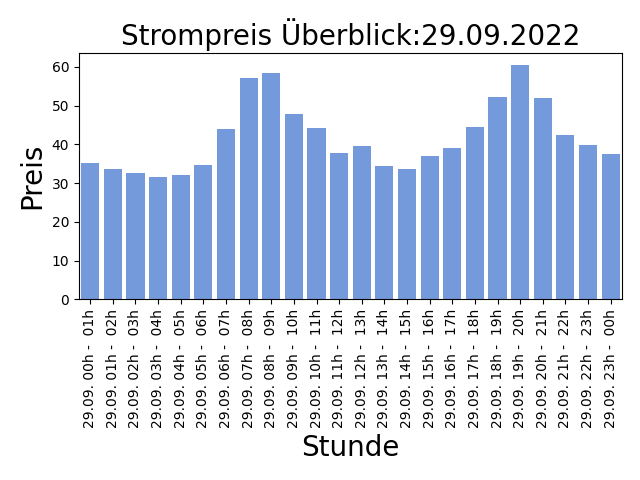 Strompreis Überblick:29.09.2022
Preis
60
50
40
30
20
10
0
29.09. 00h - 01h
29.09. 01h - 02h
29.09. 02h - 03h
29.09. 03h - 04h
29.09. 04h - 05h
29.09. 05h - 06h
29.09. 06h - 07h
29.09. 07h - 08h
29.09. 08h - 09h
29.09. 09h - 10h
29.09. 10h - 11h
29.09. 11h - 12h
29.09. 12h - 13h
29.09. 13h - 14h
29.09. 14h - 15h
29.09. 15h - 16h
29.09. 16h - 17h
29.09. 17h - 18h
29.09. 18h - 19h
29.09. 19h - 20h
29.09. 20h - 21h
29.09. 21h - 22h
29.09. 22h - 23h
29.09. 23h - 00h
Stunde